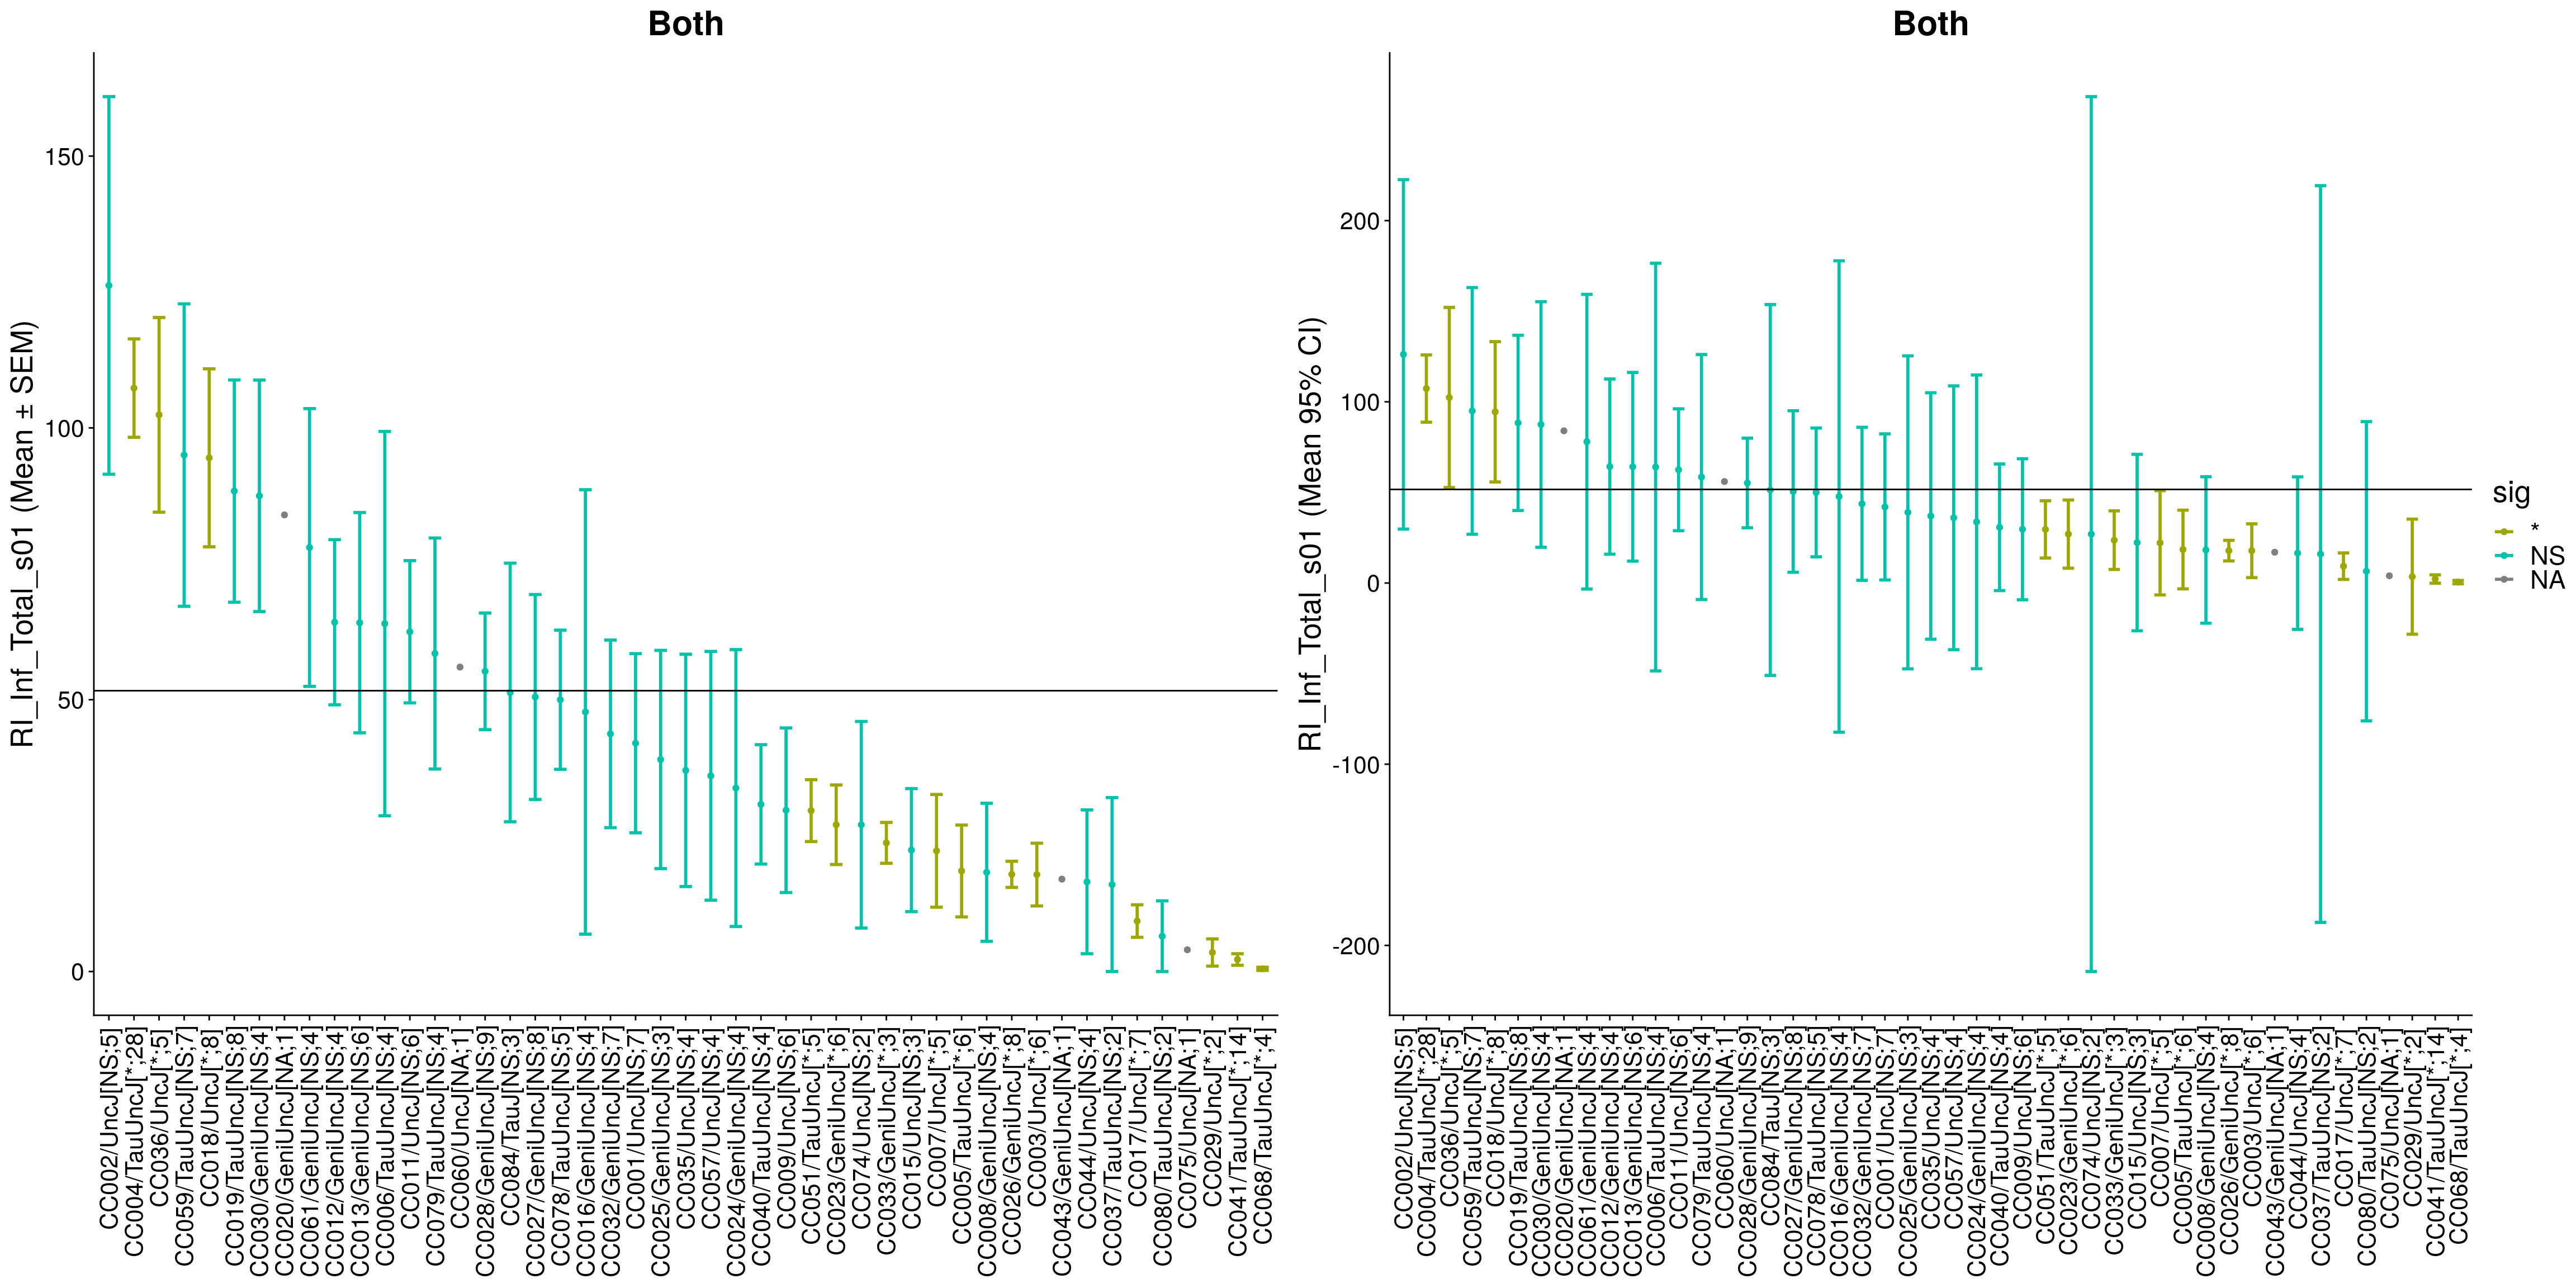 Both
RI_Inf_Total_s01 (Mean ± SEM)
150
100
50
0
CC002/UncJ[NS;5]
CC004/TauUncJ[*;28]
CC036/UncJ[*;5]
CC059/TauUncJ[NS;7]
CC018/UncJ[*;8]
CC019/TauUncJ[NS;8]
CC030/GeniUncJ[NS;4]
CC020/GeniUncJ[NA;1]
CC061/GeniUncJ[NS;4]
CC012/GeniUncJ[NS;4]
CC013/GeniUncJ[NS;6]
CC006/TauUncJ[NS;4]
CC011/UncJ[NS;6]
CC079/TauUncJ[NS;4]
CC060/UncJ[NA;1]
CC028/GeniUncJ[NS;9]
CC084/TauJ[NS;3]
CC027/GeniUncJ[NS;8]
CC078/TauUncJ[NS;5]
CC016/GeniUncJ[NS;4]
CC032/GeniUncJ[NS;7]
CC001/UncJ[NS;7]
CC025/GeniUncJ[NS;3]
CC035/UncJ[NS;4]
CC057/UncJ[NS;4]
CC024/GeniUncJ[NS;4]
CC040/TauUncJ[NS;4]
CC009/UncJ[NS;6]
CC051/TauUncJ[*;5]
CC023/GeniUncJ[*;6]
CC074/UncJ[NS;2]
CC033/GeniUncJ[*;3]
CC015/UncJ[NS;3]
CC007/UncJ[*;5]
CC005/TauUncJ[*;6]
CC008/GeniUncJ[NS;4]
CC026/GeniUncJ[*;8]
CC003/UncJ[*;6]
CC043/GeniUncJ[NA;1]
CC044/UncJ[NS;4]
CC037/TauUncJ[NS;2]
CC017/UncJ[*;7]
CC080/TauUncJ[NS;2]
CC075/UncJ[NA;1]
CC029/UncJ[*;2]
CC041/TauUncJ[*;14]
CC068/TauUncJ[*;4]
Both
RI_Inf_Total_s01 (Mean 95% CI)
200
100
0
-100
-200
CC002/UncJ[NS;5]
CC004/TauUncJ[*;28]
CC036/UncJ[*;5]
CC059/TauUncJ[NS;7]
CC018/UncJ[*;8]
CC019/TauUncJ[NS;8]
CC030/GeniUncJ[NS;4]
CC020/GeniUncJ[NA;1]
CC061/GeniUncJ[NS;4]
CC012/GeniUncJ[NS;4]
CC013/GeniUncJ[NS;6]
CC006/TauUncJ[NS;4]
CC011/UncJ[NS;6]
CC079/TauUncJ[NS;4]
CC060/UncJ[NA;1]
CC028/GeniUncJ[NS;9]
CC084/TauJ[NS;3]
CC027/GeniUncJ[NS;8]
CC078/TauUncJ[NS;5]
CC016/GeniUncJ[NS;4]
CC032/GeniUncJ[NS;7]
CC001/UncJ[NS;7]
CC025/GeniUncJ[NS;3]
CC035/UncJ[NS;4]
CC057/UncJ[NS;4]
CC024/GeniUncJ[NS;4]
CC040/TauUncJ[NS;4]
CC009/UncJ[NS;6]
CC051/TauUncJ[*;5]
CC023/GeniUncJ[*;6]
CC074/UncJ[NS;2]
CC033/GeniUncJ[*;3]
CC015/UncJ[NS;3]
CC007/UncJ[*;5]
CC005/TauUncJ[*;6]
CC008/GeniUncJ[NS;4]
CC026/GeniUncJ[*;8]
CC003/UncJ[*;6]
CC043/GeniUncJ[NA;1]
CC044/UncJ[NS;4]
CC037/TauUncJ[NS;2]
CC017/UncJ[*;7]
CC080/TauUncJ[NS;2]
CC075/UncJ[NA;1]
CC029/UncJ[*;2]
CC041/TauUncJ[*;14]
CC068/TauUncJ[*;4]
sig
*
NS
NA